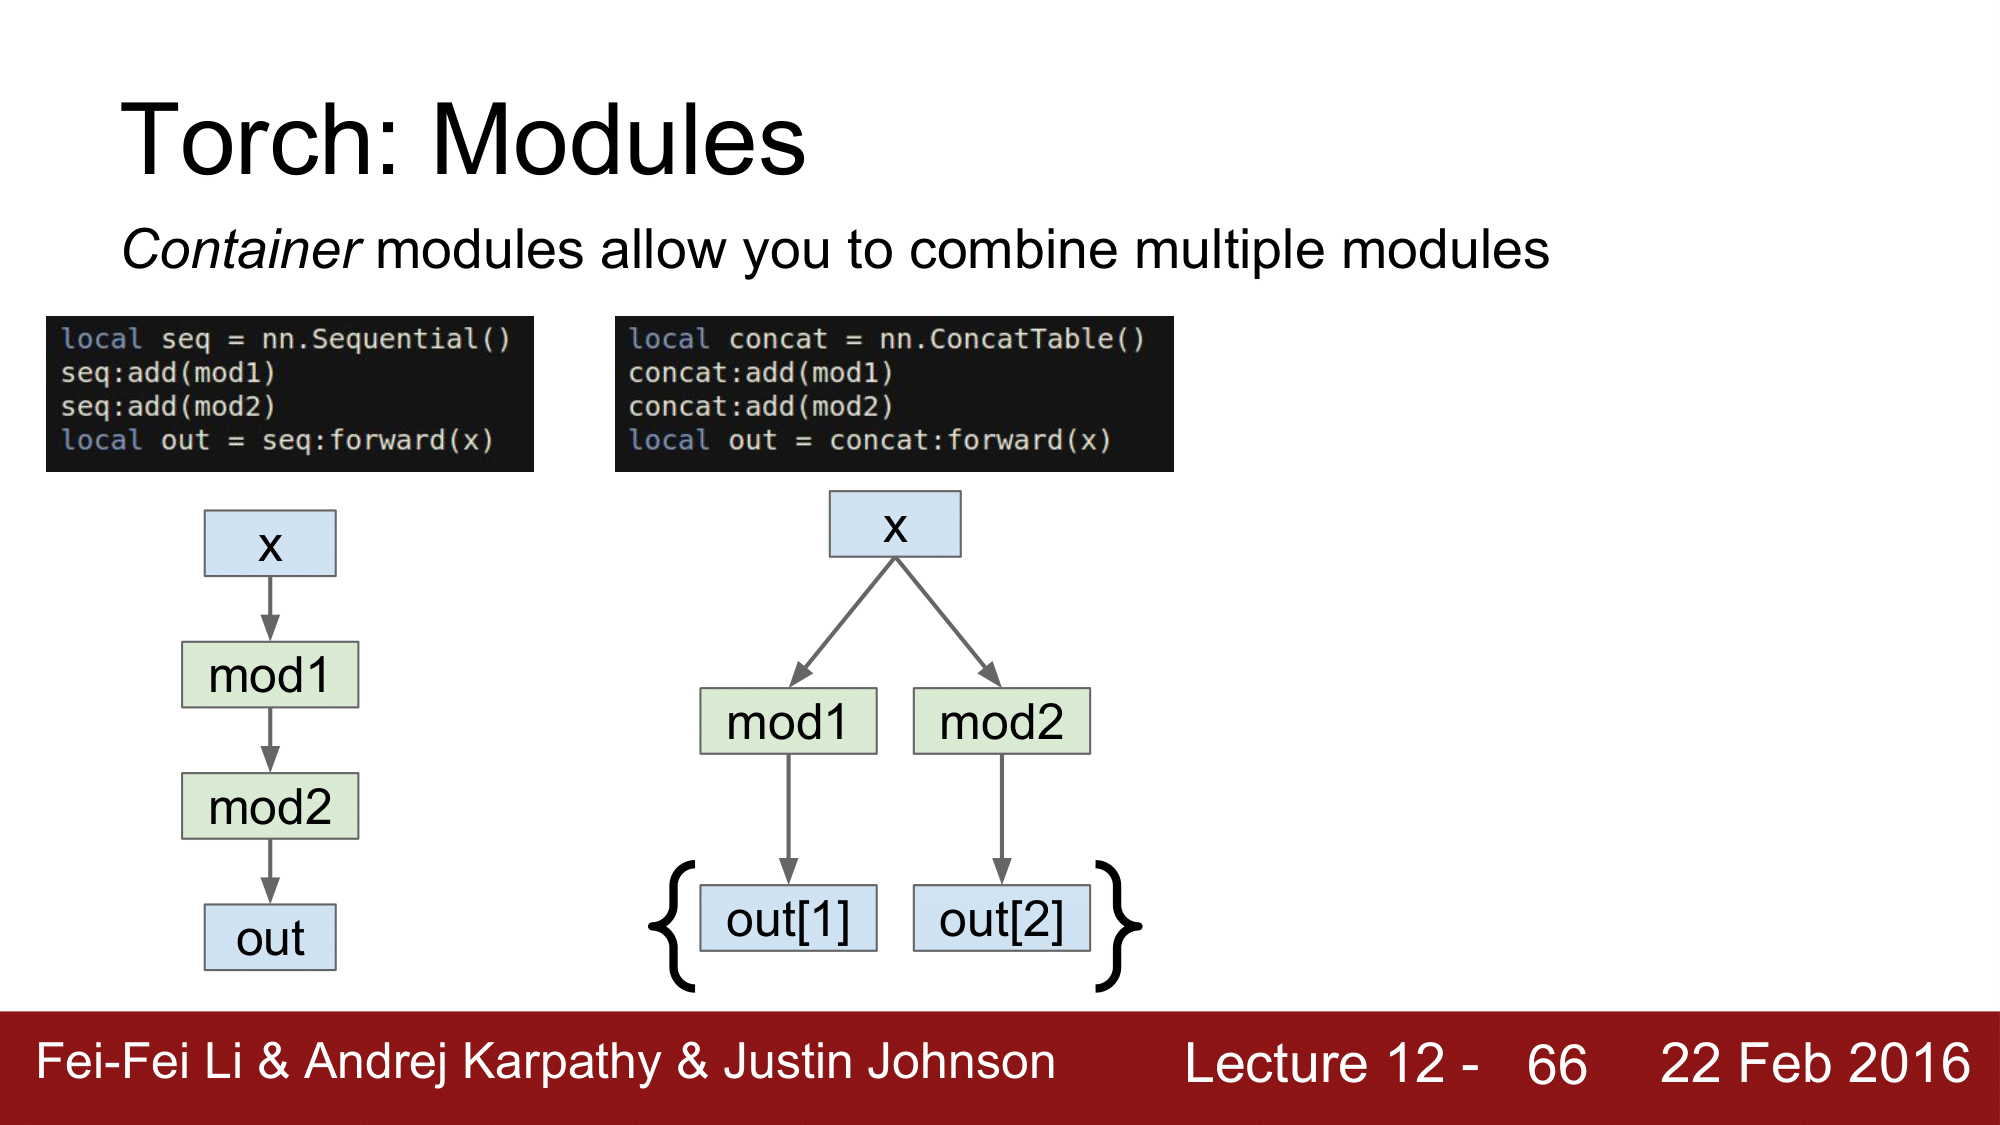 Torch: Modules
Container modules allow you to combine multiple modules
local seq = nn.Sequential()
seq:add(mod1)
seq:add(mod2)
local out = seq:forward(x)
local concat = nn.ConcatTable()
concat:add(mod1)
concat:add(mod2)
local out = concat:forward(x)
x
mod1
mod2
out
x
mod1 mod2
{ out[1] out[2] }
Fei-Fei Li & Andrej Karpathy & Justin Johnson Lecture 12 - 66 22 Feb 2016